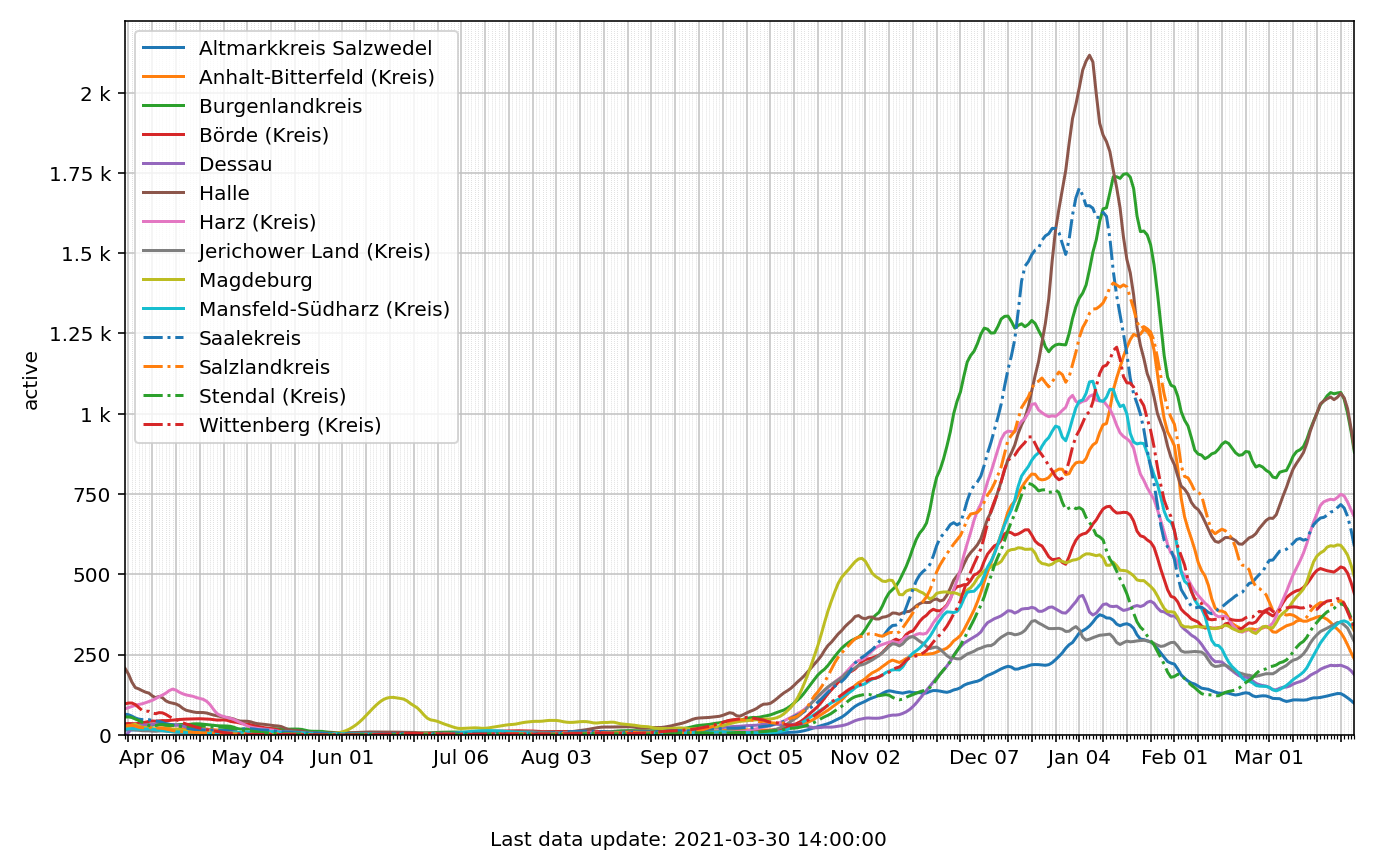 Altmarkkreis Salzwedel
Anhalt-Bitterfeld (Kreis)
Burgenlandkreis
Börde (Kreis)
Dessau
Halle
Harz (Kreis)
Jerichower Land (Kreis)
Magdeburg
Mansfeld-Südharz (Kreis)
Saalekreis
Salzlandkreis
Stendal (Kreis)
Wittenberg (Kreis)
2 k
1.75 k
1.5 k
1.25 k
1 k
750
500
250
0
active
Apr 06 May 04 Jun 01 Jul 06 Aug 03 Sep 07 Oct 05 Nov 02 Dec 07 Jan 04 Feb 01 Mar 01
Last data update: 2021-03-30 14:00:00